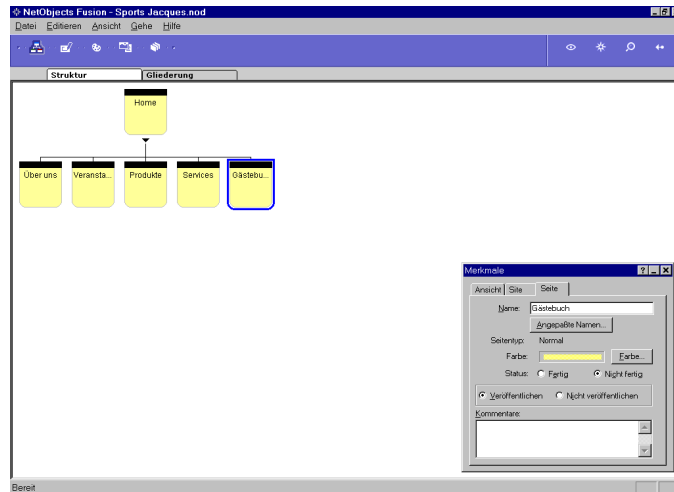 NetObjects Fusion - Sports Jacques.nod
Datei Editieren Ansicht Gehe Hilfe
Struktur Gliederung
Home
Über uns Veransta... Produkte Services Gästebu...
Merkmale
Ansicht Site Seite
Name: Gästebuch
Angepaßte Namen...
Seitentyp: Normal
Farbe: Farbe...
Status: Fertig Nicht fertig
Veröffentlichen Nicht veröffentlichen
Kommentare:
Bereit